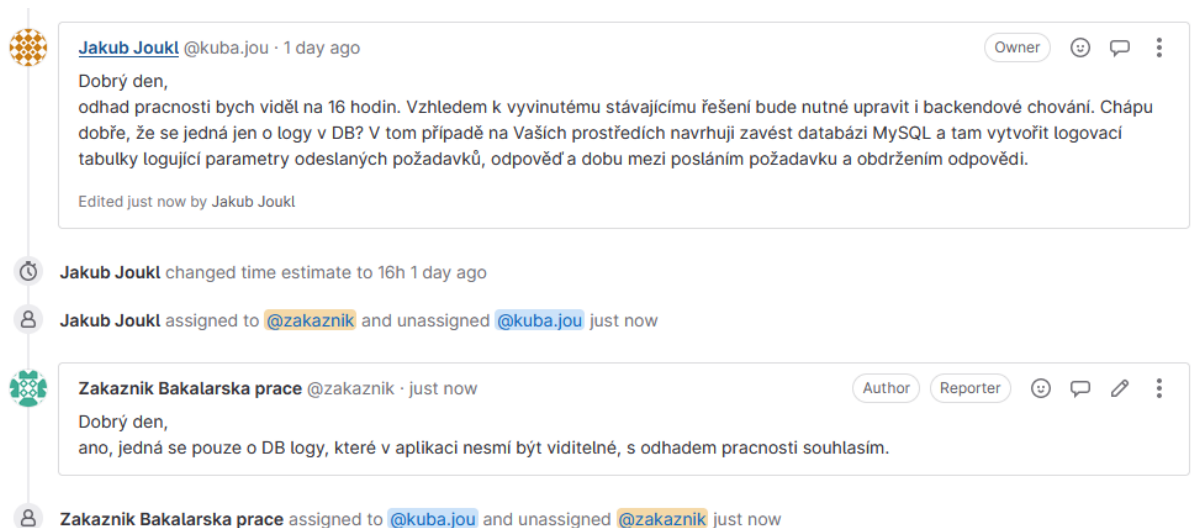 Jakub Joukl @kuba.jou · 1 day ago Owner
Dobrý den,
odhad pracnosti bych viděl na 16 hodin. Vzhledem k vyvinutému stávajícímu řešení bude nutné upravit i backendové chování. Chápu
dobře, že se jedná jen o logy v DB? V tom případě na Vaších prostředích navrhuji zavést databázi MySQL a tam vytvořit logovací
tabulky logující parametry odeslaných požadavků, odpověď a dobu mezi posláním požadavku a obdržením odpovědi.
Edited just now by Jakub Joukl
Jakub Joukl changed time estimate to 16h 1 day ago
Jakub Joukl assigned to @zakaznik and unassigned @kuba.jou just now
Zakaznik Bakalarska prace @zakaznik · just now Author Reporter
Dobrý den,
ano, jedná se pouze o DB logy, které v aplikaci nesmí být viditelné, s odhadem pracnosti souhlasím.
Zakaznik Bakalarska prace assigned to @kuba.jou and unassigned @zakaznik just now